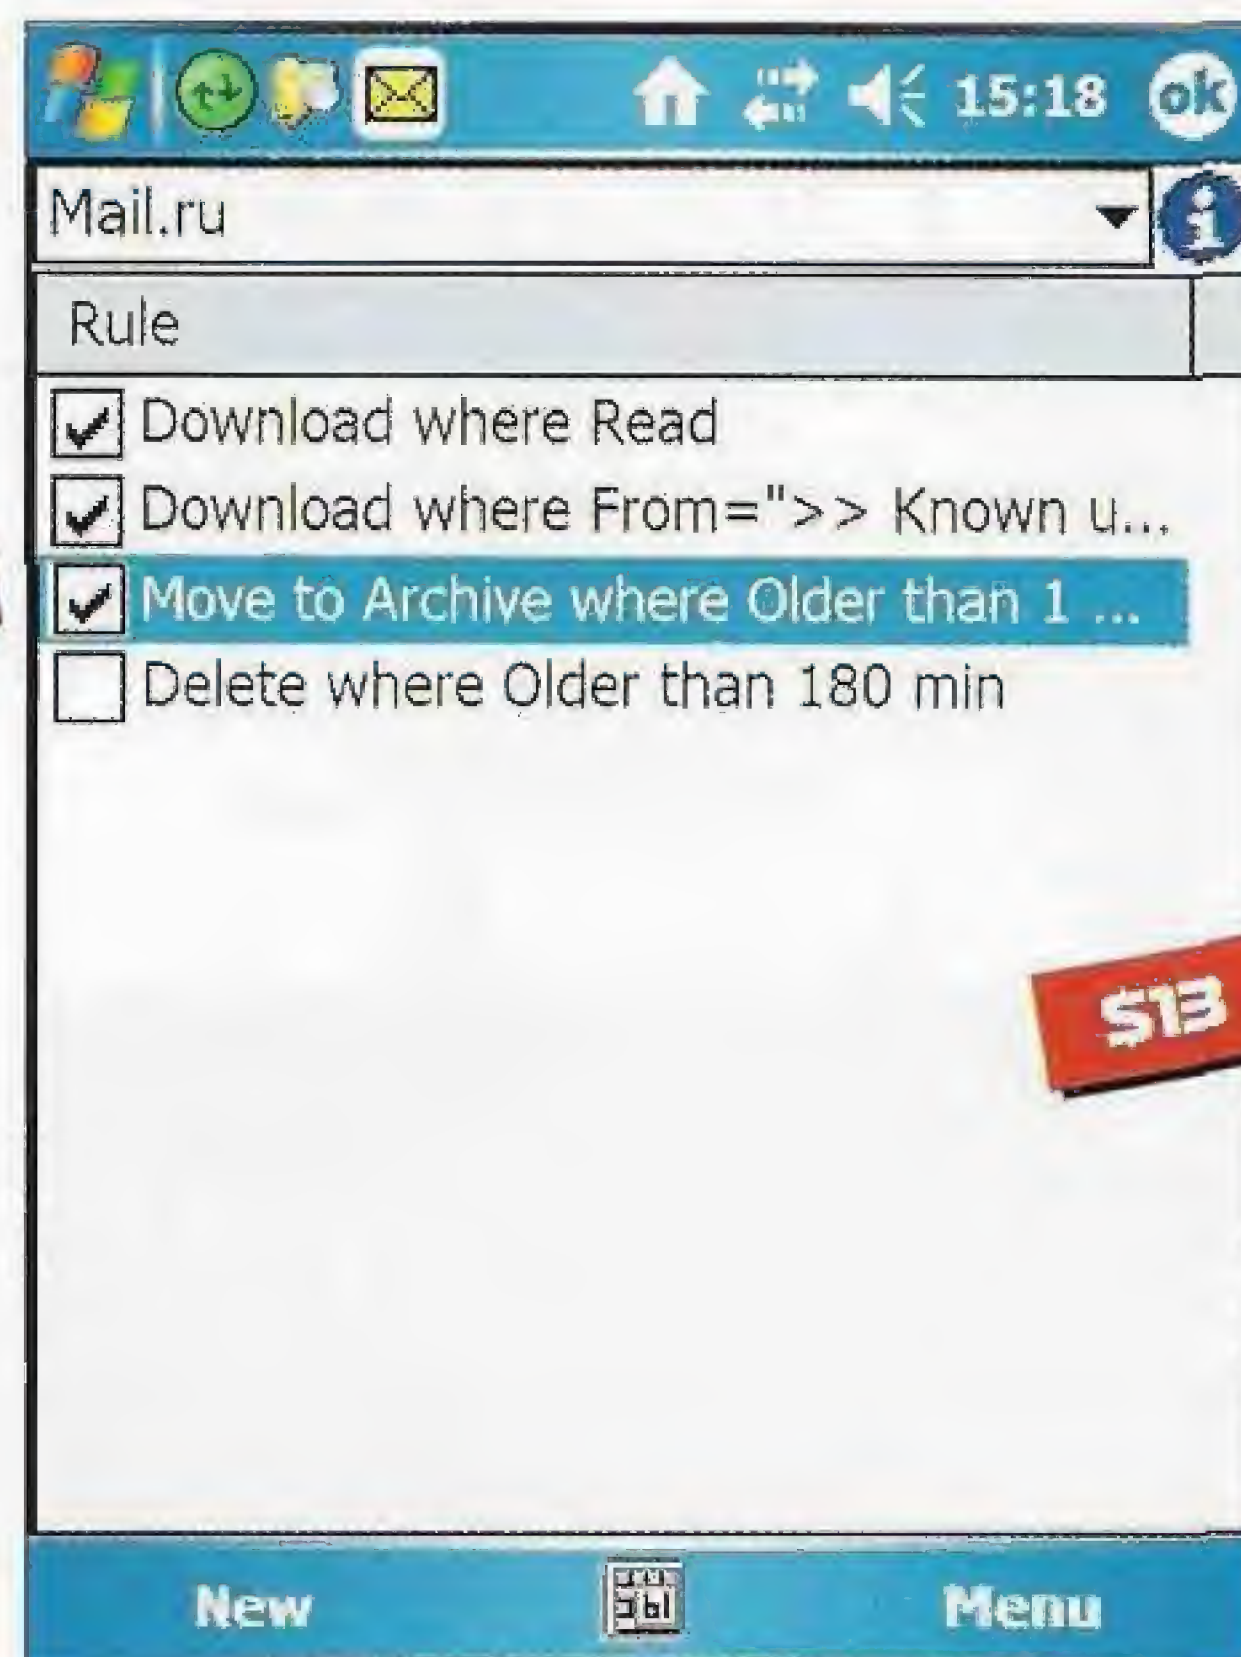 15:18 ok
Mail.ru
Rule
Download where Read
Download where From=">> Known u...
Move to Archive where Older than 1 ...
Delete where Older than 180 min
$13
New
Menu